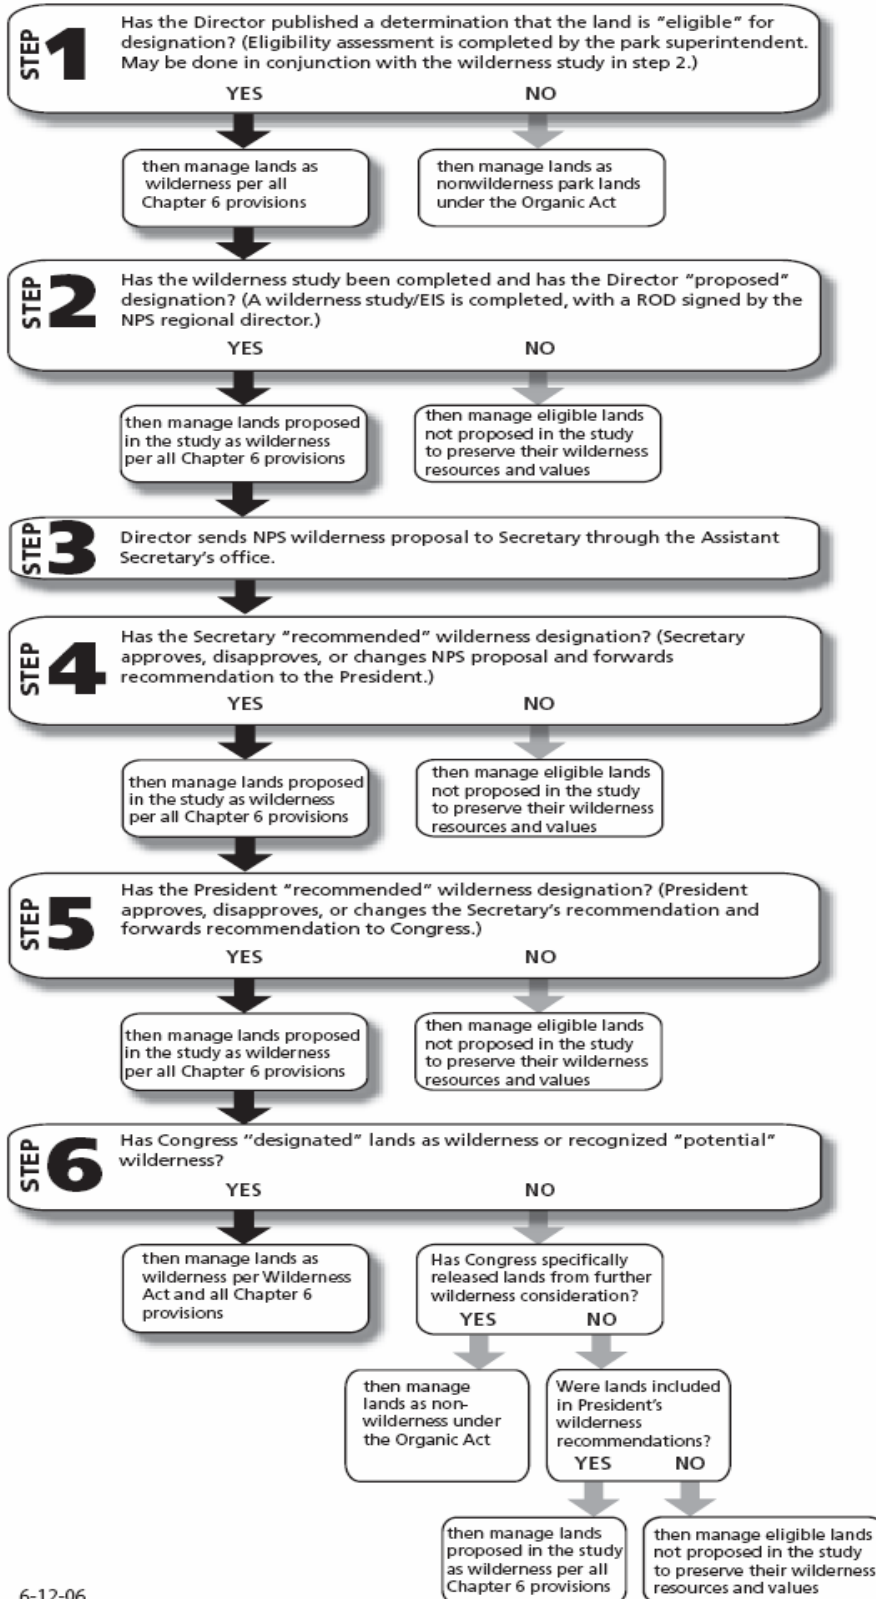 STEP 1
Has the Director published a determination that the land is "eligible" for
designation? (Eligibility assessment is completed by the park superintendent.
May be done in conjunction with the wilderness study in step 2.)
YES NO
then manage lands as
wilderness per all
Chapter 6 provisions
then manage lands as
nonwilderness park lands
under the Organic Act
STEP 2
Has the wilderness study been completed and has the Director "proposed"
designation? (A wilderness study/EIS is completed, with a ROD signed by the
NPS regional director.)
YES NO
then manage lands proposed
in the study as wilderness
per all Chapter 6 provisions
then manage eligible lands
not proposed in the study
to preserve their wilderness
resources and values
STEP 3
Director sends NPS wilderness proposal to Secretary through the Assistant
Secretary's office.
STEP 4
Has the Secretary "recommended" wilderness designation? (Secretary
approves, disapproves, or changes NPS proposal and forwards
recommendation to the President.)
YES NO
then manage lands proposed
in the study as wilderness
per all Chapter 6 provisions
then manage eligible lands
not proposed in the study
to preserve their wilderness
resources and values
STEP 5
Has the President "recommended" wilderness designation? (President
approves, disapproves, or changes the Secretary's recommendation and
forwards recommendation to Congress.)
YES NO
then manage lands proposed
in the study as wilderness
per all Chapter 6 provisions
then manage eligible lands
not proposed in the study
to preserve their wilderness
resources and values
STEP 6
Has Congress "designated" lands as wilderness or recognized "potential"
wilderness?
YES NO
then manage lands as
wilderness per Wilderness
Act and all Chapter 6
provisions
Has Congress specifically
released lands from further
wilderness consideration?
YES NO
then manage
lands as non-
wilderness under
the Organic Act
Were lands included
in President's
wilderness
recommendations?
YES NO
then manage lands
proposed in the study
as wilderness per all
Chapter 6 provisions
then manage eligible lands
not proposed in the study
to preserve their wilderness
resources and values
6-12-06